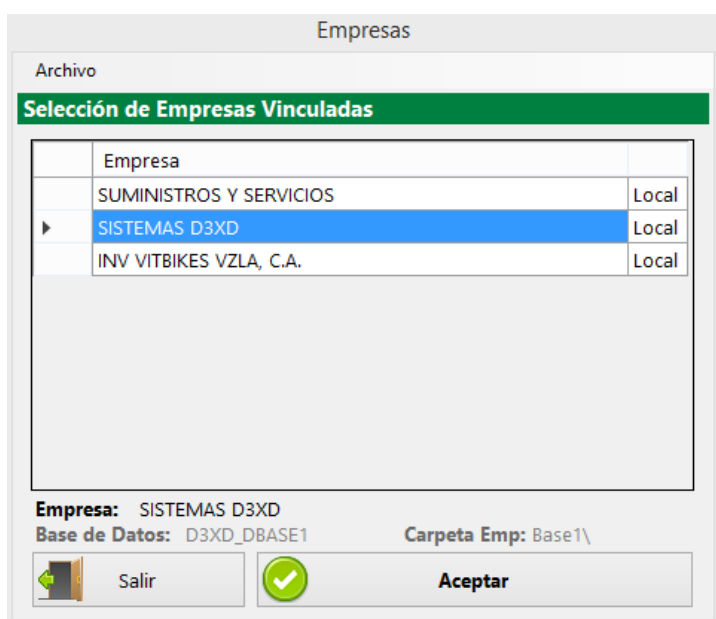 Empresas
Archivo
Selección de Empresas Vinculadas
Empresa
SUMINISTROS Y SERVICIOS Local
SISTEMAS D3XD Local
INV VITBIKES VZLA, C.A. Local
Empresa: SISTEMAS D3XD
Base de Datos: D3XD_DBASE1 Carpeta Emp: Base1\
Salir Aceptar